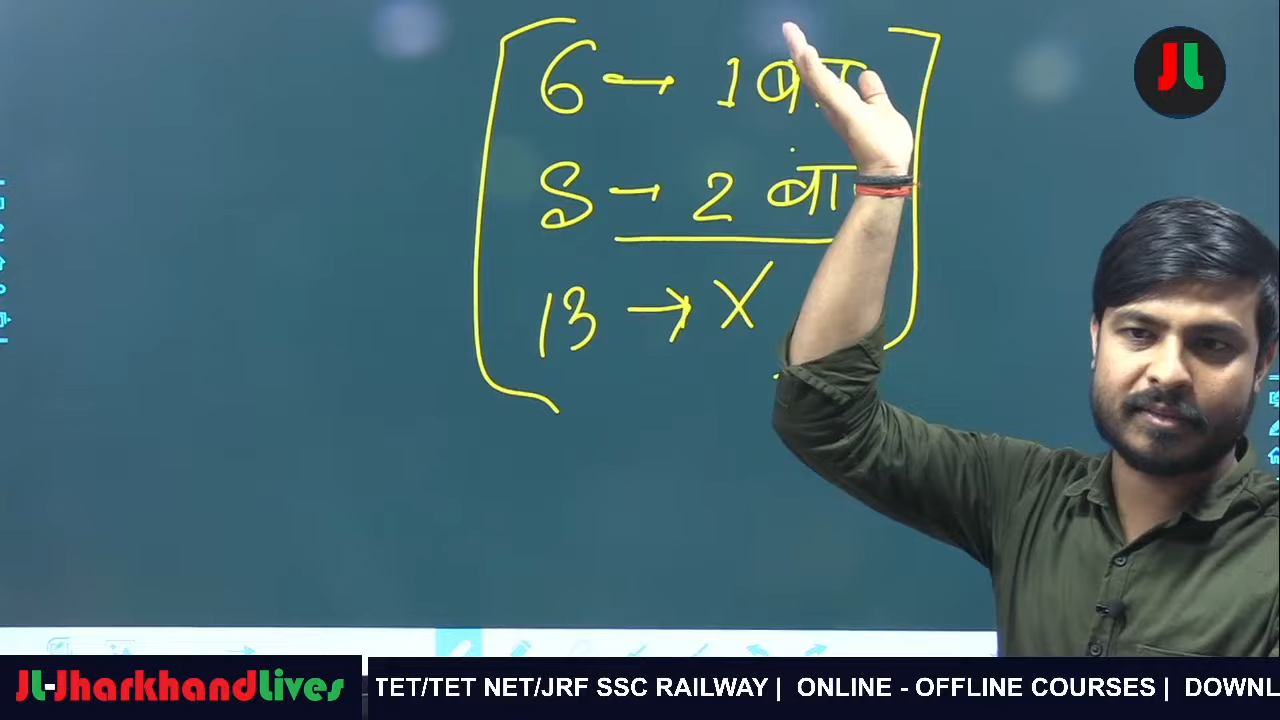 6 → 1
8 → 2
13 → X
JL
JL-JharkhandLives
TET/TET NET/JRF SSC RAILWAY | ONLINE - OFFLINE COURSES | DOWNL